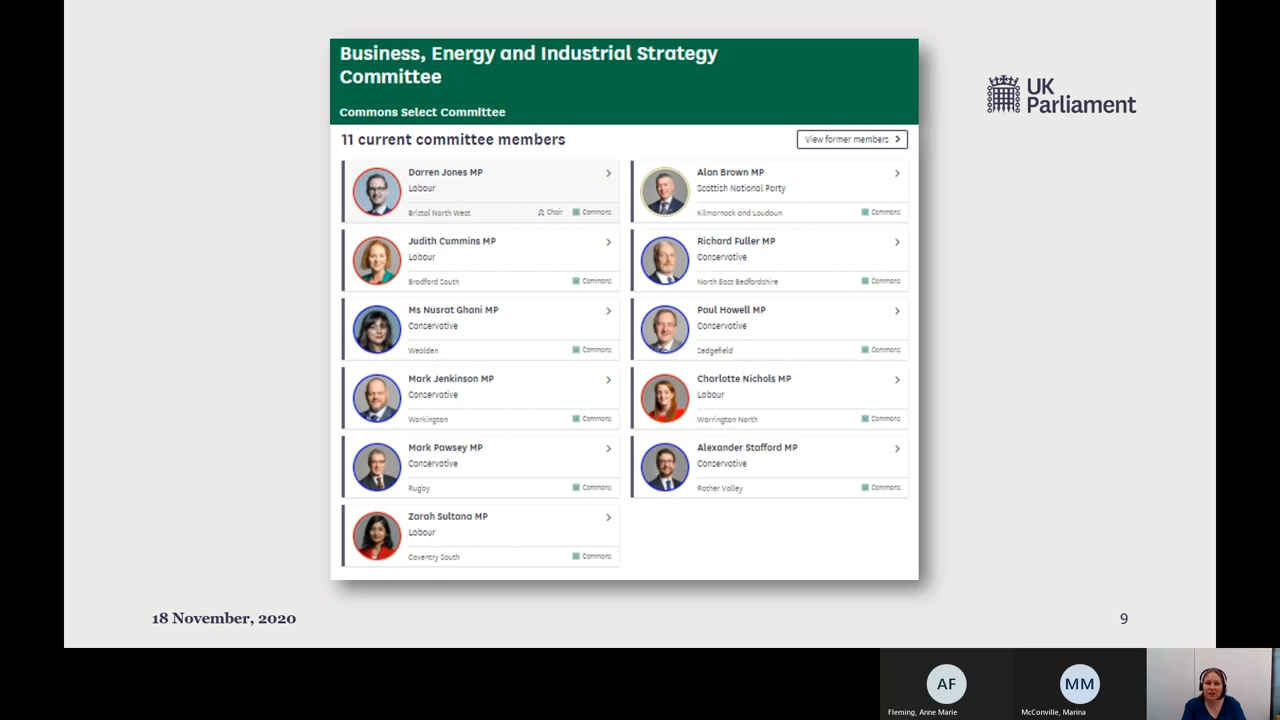 Business, Energy and Industrial Strategy
Committee
Commons Select Committee
UK
Parliament
11 current committee members
View former members
Darren Jones MP
Labour
Bristol North West
Chair
Commons
Alan Brown MP
Scottish National Party
Kilmarnock and Loudoun
Commons
Judith Cummins MP
Labour
Bradford South
Commons
Richard Fuller MP
Conservative
North East Bedfordshire
Commons
Ms Nusrat Ghani MP
Conservative
Wealden
Commons
Paul Howell MP
Conservative
Sedgefield
Commons
Mark Jenkinson MP
Conservative
Workington
Commons
Charlotte Nichols MP
Labour
Warrington North
Commons
Mark Pawsey MP
Conservative
Rugby
Commons
Alexander Stafford MP
Conservative
Rother Valley
Commons
Zarah Sultana MP
Labour
Coventry South
Commons
18 November, 2020
9
AF
Fleming, Anne Marie
MM
McConville, Marina